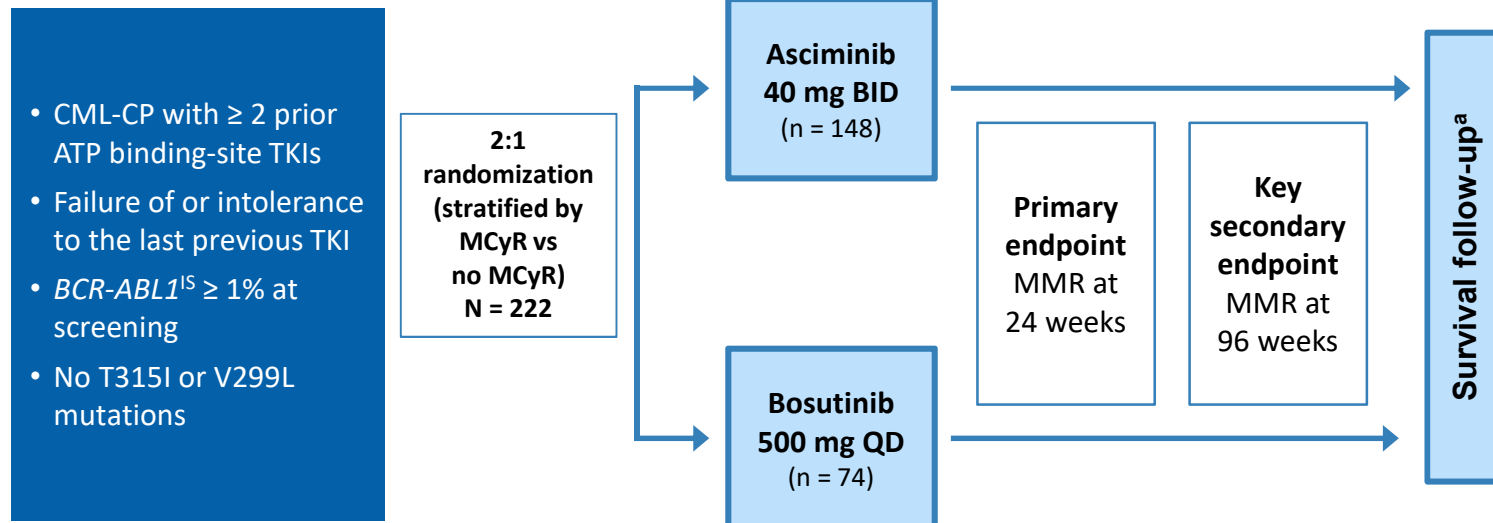 • CML-CP with ≥ 2 prior
ATP binding-site TKIs
• Failure of or intolerance
to the last previous TKI
• BCR-ABL1ᴵˢ ≥ 1% at
screening
• No T315I or V299L
mutations
2:1
randomization
(stratified by
MCyR vs
no MCyR)
N = 222
Asciminib
40 mg BID
(n = 148)
Bosutinib
500 mg QD
(n = 74)
Primary
endpoint
MMR at
24 weeks
Key
secondary
endpoint
MMR at
96 weeks
Survival follow-upᵃ